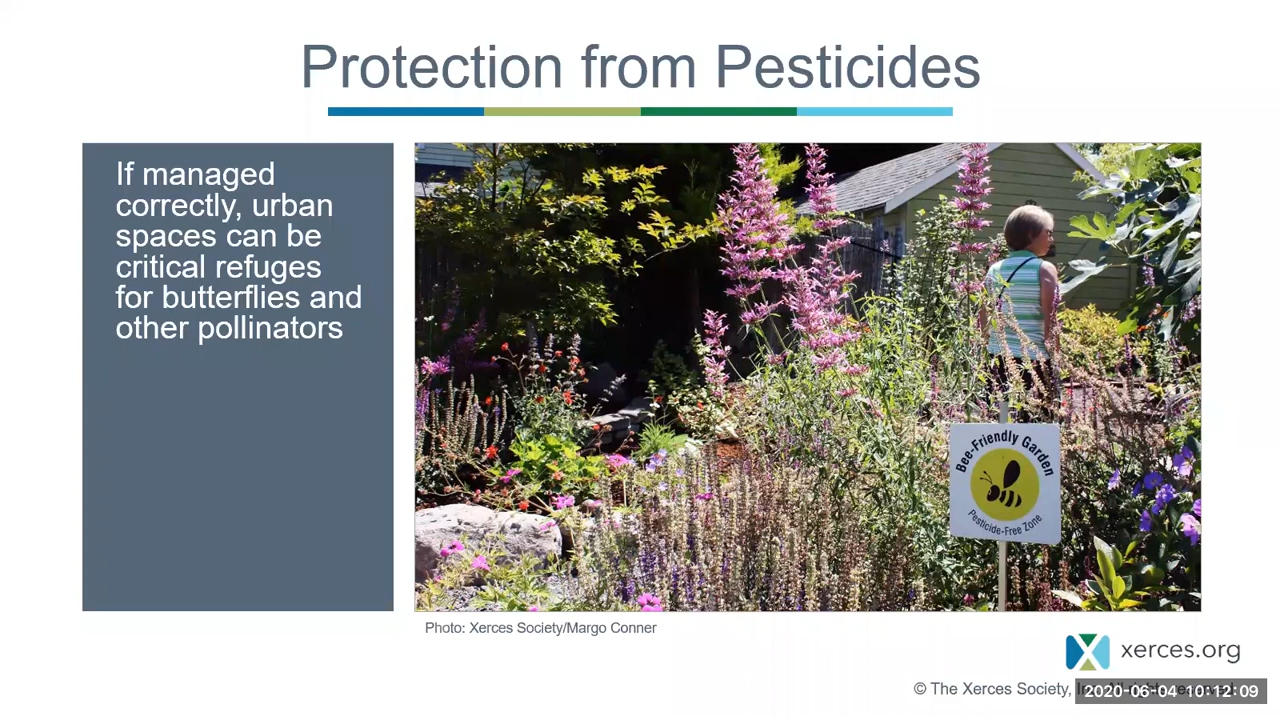 Protection from Pesticides
If managed
correctly, urban
spaces can be
critical refuges
for butterflies and
other pollinators
Bee-Friendly Garden
Pesticide-Free Zone
Photo: Xerces Society/Margo Conner
xerces.org
© The Xerces Society,
2020-06-04 10:12:09